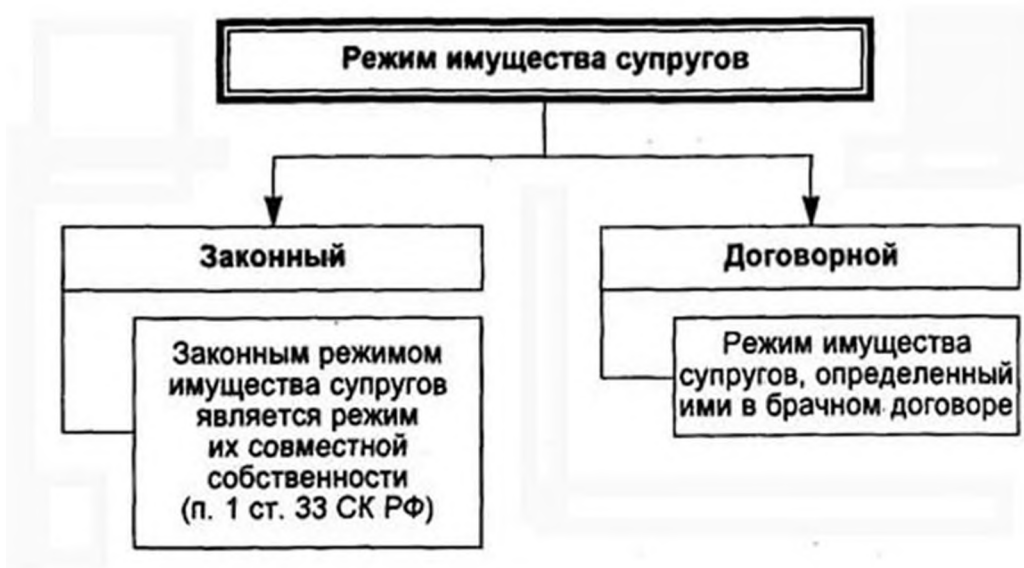 Режим имущества супругов
Законный
Законным режимом
имущества супругов
является режим
их совместной
собственности
(п. 1 ст. 33 СК РФ)
Договорной
Режим имущества
супругов, определенный
ими в брачном договоре